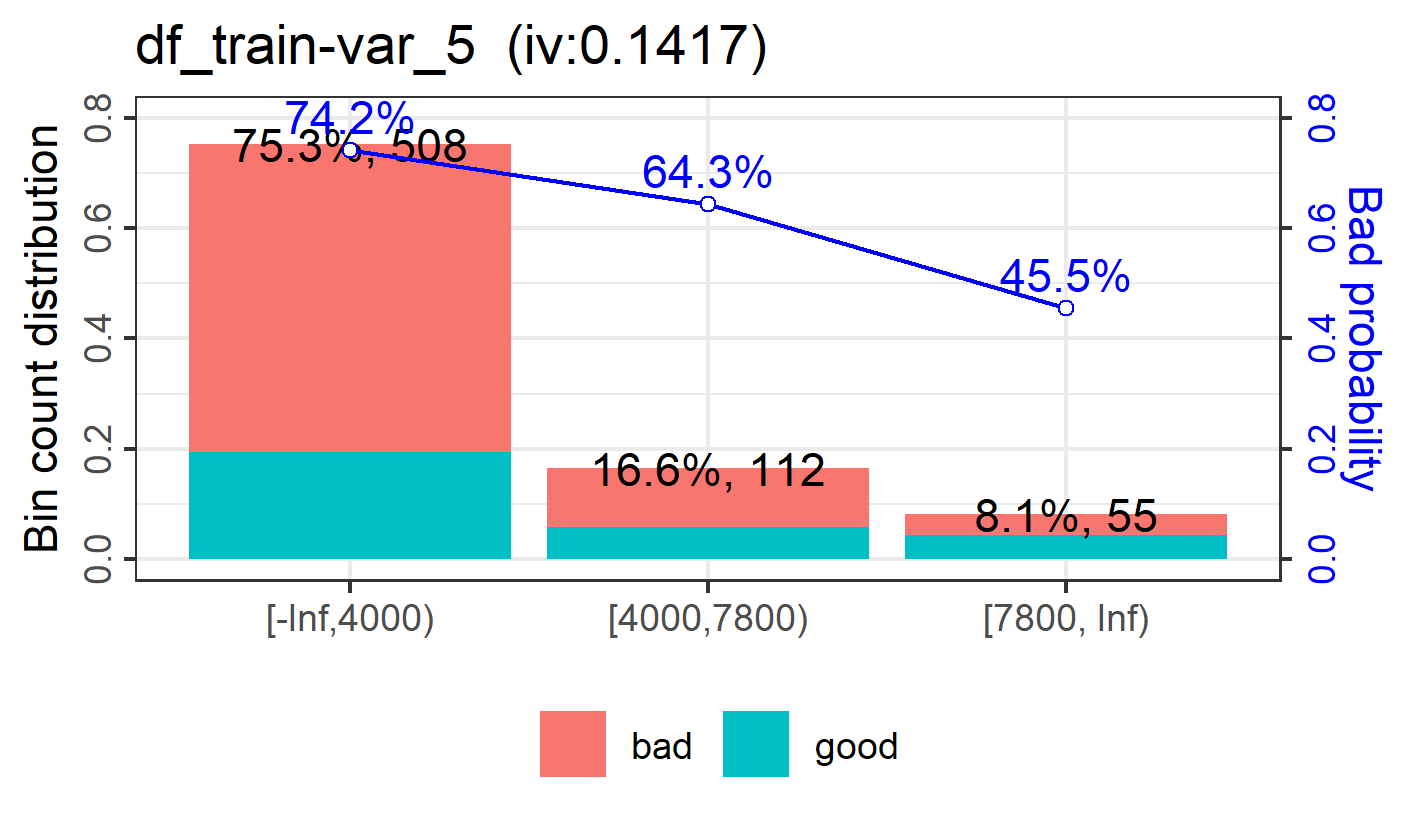 df_train-var_5  (iv:0.1417)
Bin count distribution
0.8
0.6
0.4
0.2
0.0
74.2%
75.3%, 508
64.3%
16.6%, 112
45.5%
8.1%, 55
0.8
0.6
0.4
0.2
0.0
Bad probability
[-Inf,4000)
[4000,7800)
[7800, Inf)
bad
good